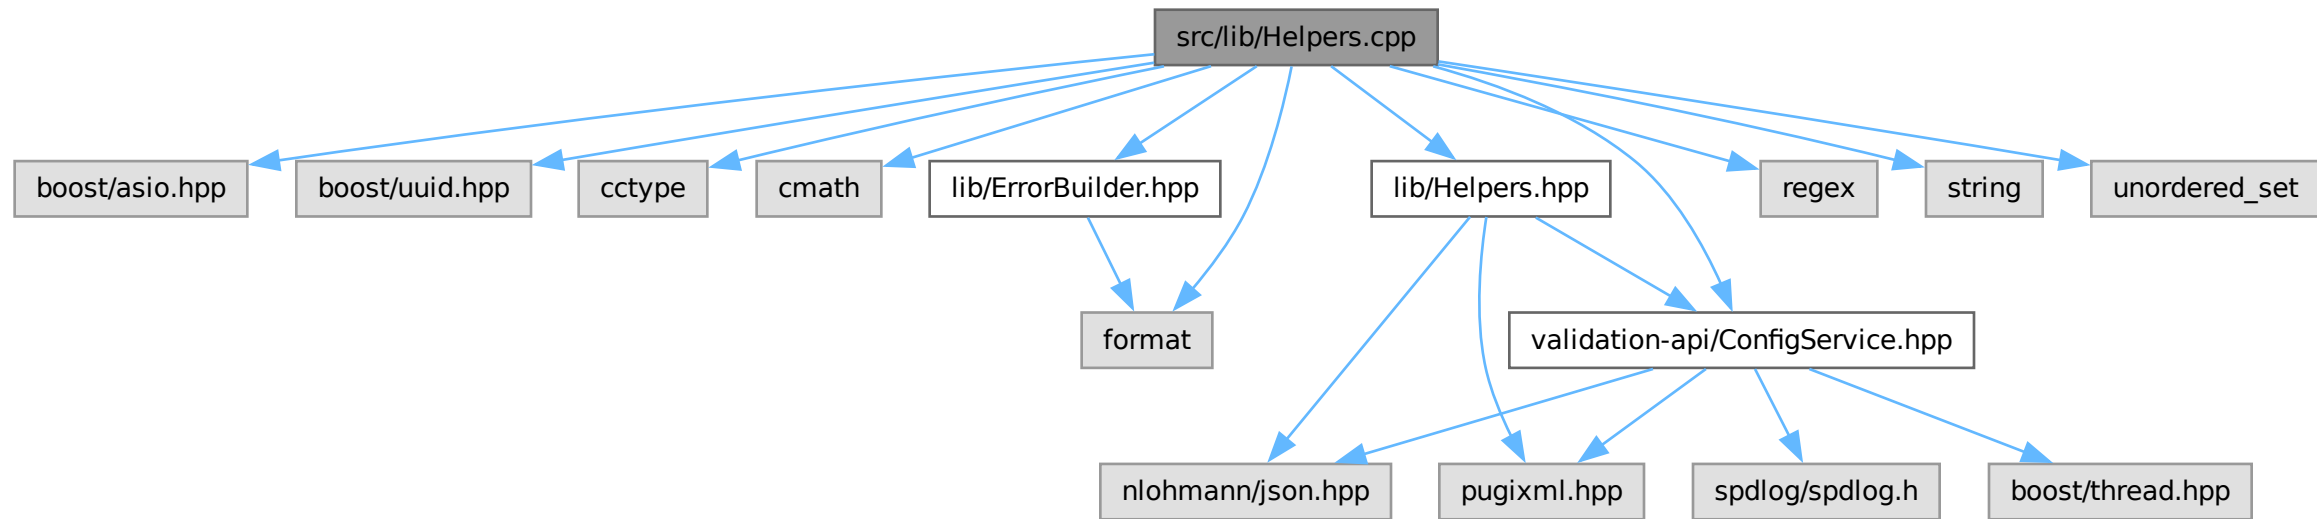 src/lib/Helpers.cpp
boost/asio.hpp
boost/uuid.hpp
cctype
cmath
lib/ErrorBuilder.hpp
lib/Helpers.hpp
regex
string
unordered_set
format
validation-api/ConfigService.hpp
nlohmann/json.hpp
pugixml.hpp
spdlog/spdlog.h
boost/thread.hpp